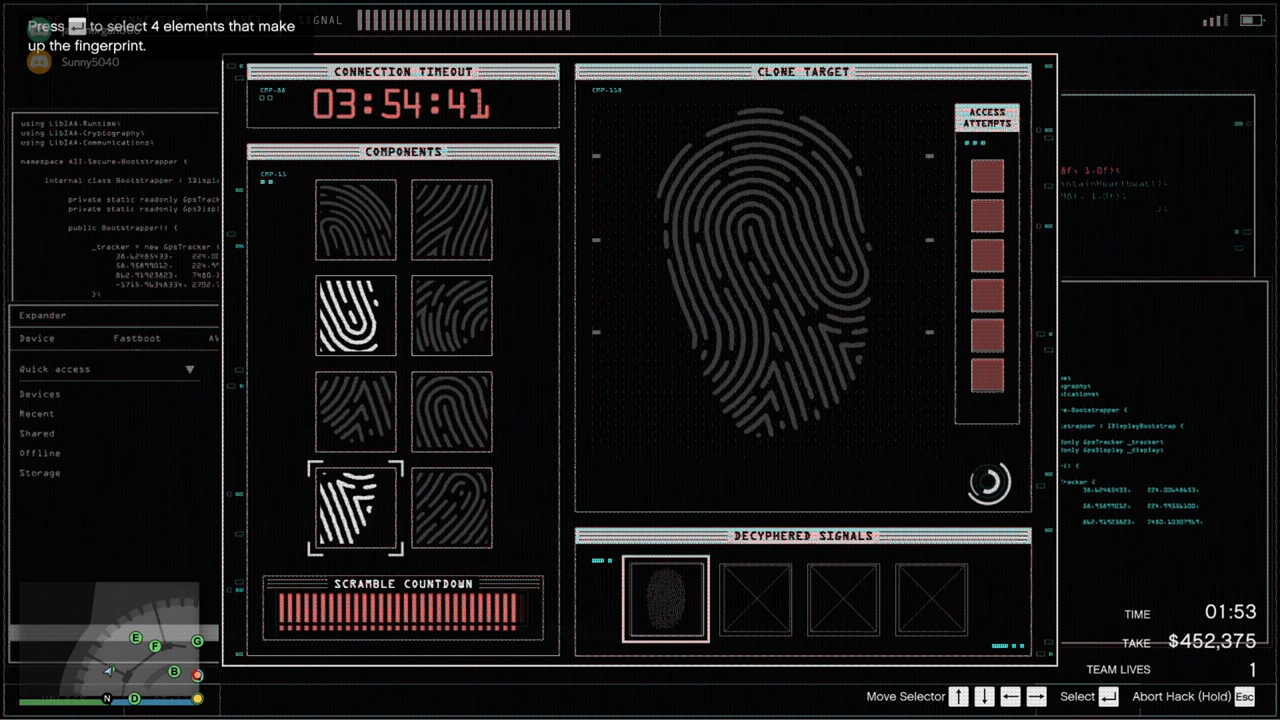 SIGNAL
Press to select 4 elements that make
up the fingerprint.
Sunny5040
CONNECTION TIMEOUT
CMP-88
03:54:41
COMPONENTS
CMP-11
SCRAMBLE COUNTDOWN
CLONE TARGET
CMP-110
ACCESS
ATTEMPTS
DECYPHERED SIGNALS
using LibIAA.Runtime;
using LibIAA.Cryptography;
using LibIAA.Communications;
namespace AII-Secure-Bootstrapper {
internal class Bootstrapper : IDispl
private static readonly GpsTrack
private static readonly GpsDispl
public Bootstrapper() {
_tracker = new GpsTracker
Expander
Device Fastboot
Quick access
Devices
Recent
Shared
Offline
Storage
E
F
G
B
N
D
TIME 01:53
TAKE $452,375
TEAM LIVES 1
Move Selector ↑ ↓ ← → Select Abort Hack (Hold) Esc